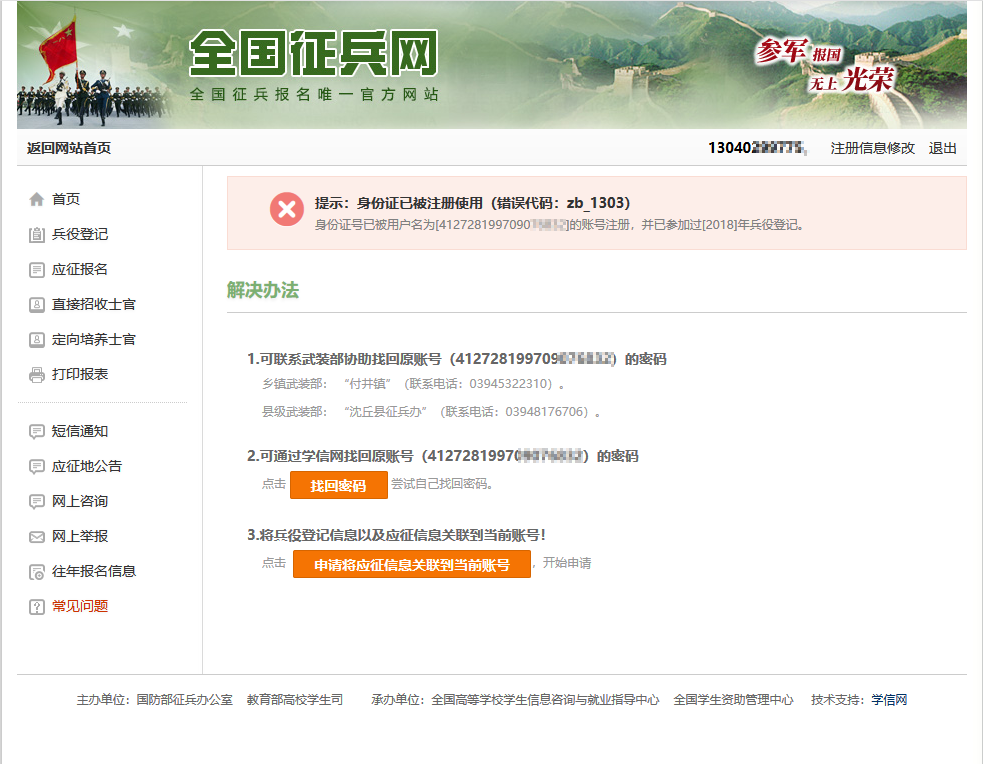 全国征兵网
全国征兵报名唯一官方网站
参军 报国
无上 光荣
返回网站首页
13040 注册信息修改 退出
首页
兵役登记
应征报名
直接招收士官
定向培养士官
打印报表
短信通知
应征地公告
网上咨询
网上举报
往年报名信息
常见问题
提示：身份证已被注册使用（错误代码：zb_1303）
身份证号已被用户名为[4127281997090 ]的账号注册，并已参加过[2018]年兵役登记。
解决办法
1.可联系武装部协助找回原账号（412728199709 ）的密码
乡镇武装部： “付井镇” （联系电话：03945322310）。
县级武装部： “沈丘县征兵办” （联系电话：03948176706）。
2.可通过学信网找回原账号（41272819970 ）的密码
点击 找回密码 尝试自己找回密码。
3.将兵役登记信息以及应征信息关联到当前账号！
点击 申请将应征信息关联到当前账号 ，开始申请
主办单位：国防部征兵办公室 教育部高校学生司 承办单位：全国高等学校学生信息咨询与就业指导中心 全国学生资助管理中心 技术支持：学信网